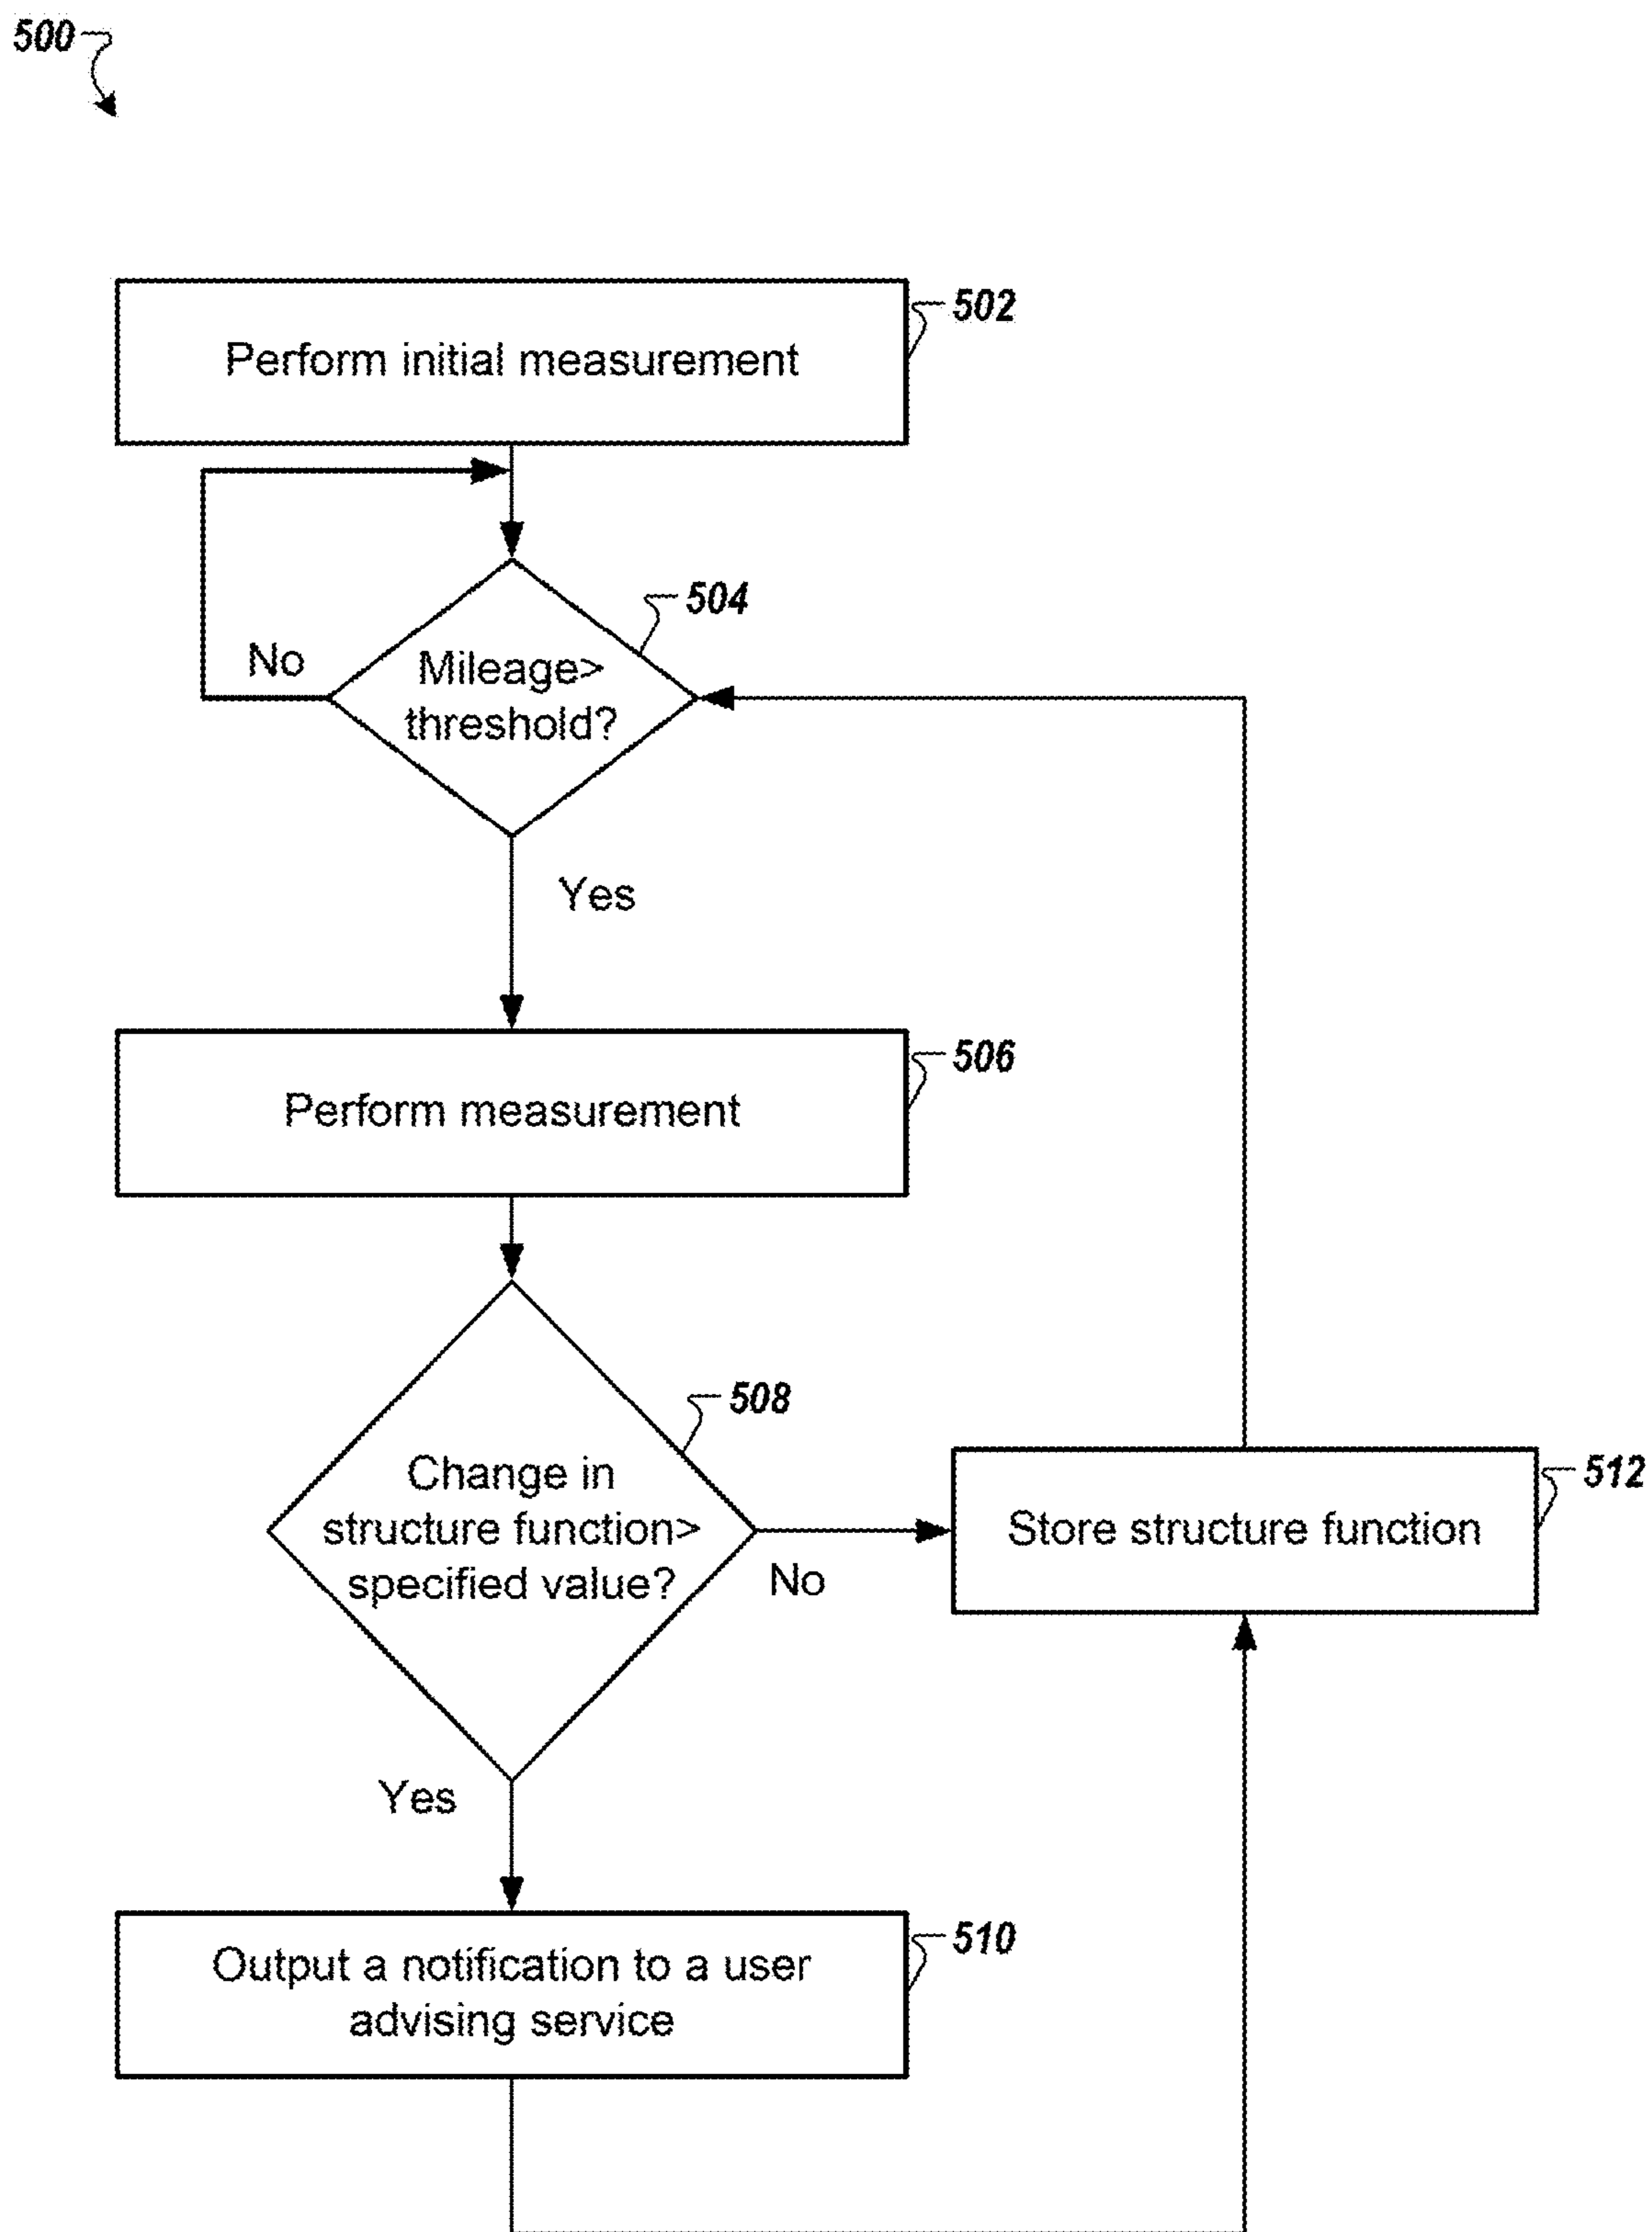 500
Perform initial measurement
502
504
No
Mileage>
threshold?
Yes
Perform measurement
506
508
Change in
structure function>
specified value?
No
Store structure function
512
Yes
Output a notification to a user
advising service
510